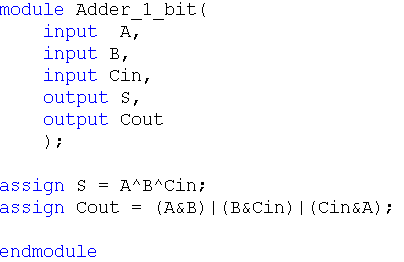 module Adder_1_bit(
    input  A,
    input B,
    input Cin,
    output S,
    output Cout
    );
assign S = A^B^Cin;
assign Cout = (A&B)|(B&Cin)|(Cin&A);
endmodule